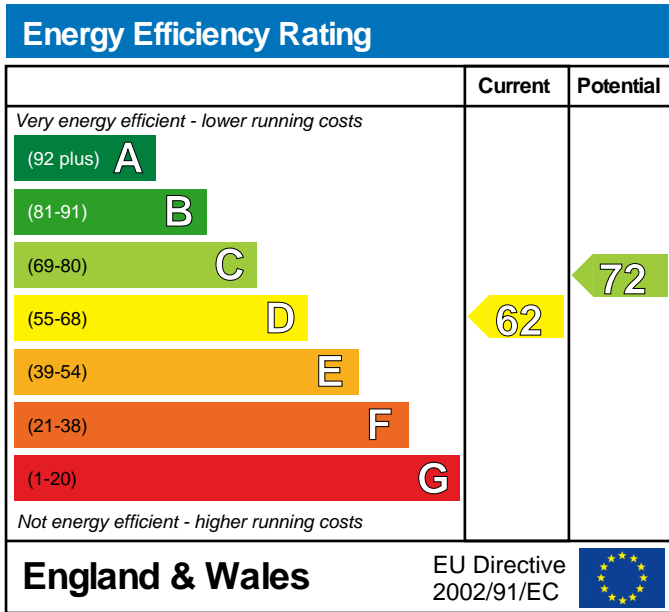 Energy Efficiency Rating
Current Potential
Very energy efficient - lower running costs
(92 plus) A
(81-91) B
(69-80) C
72
(55-68) D
62
(39-54) E
(21-38) F
(1-20) G
Not energy efficient - higher running costs
England & Wales
EU Directive
2002/91/EC